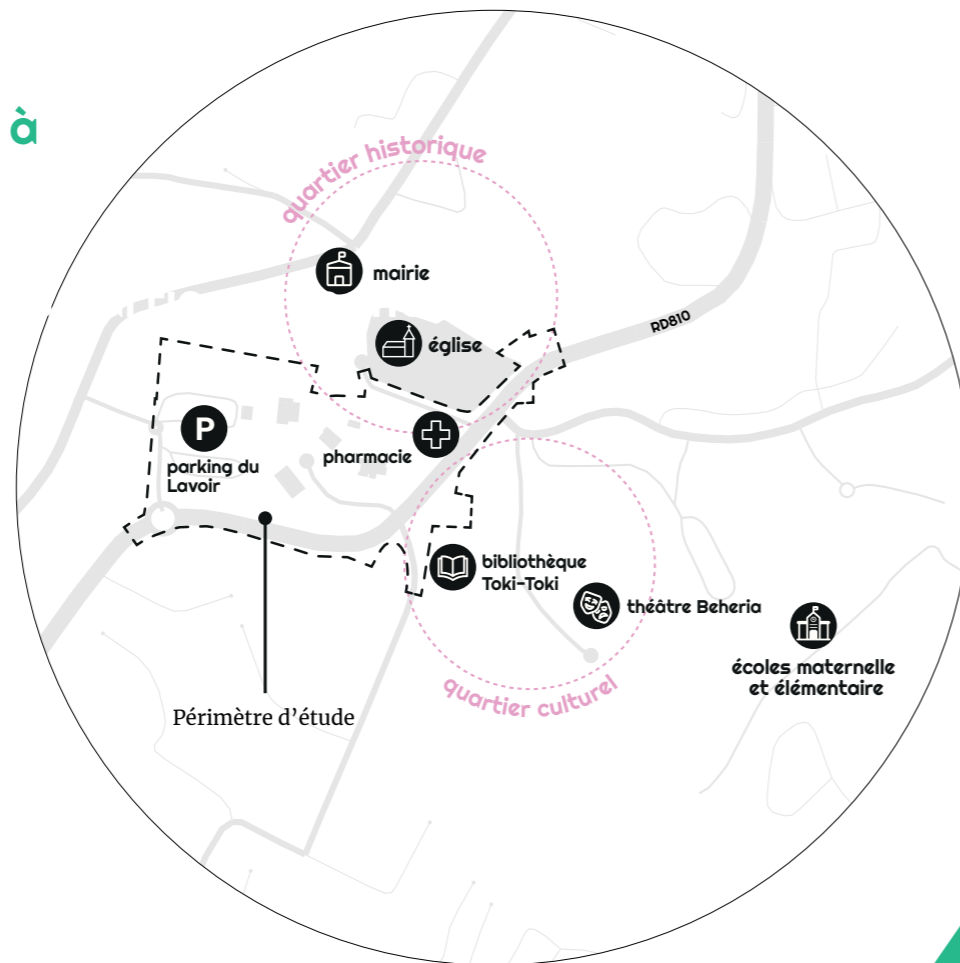 à
quartier historique
mairie
RD810
église
P
pharmacie
parking du
Lavoir
bibliothèque
Toki-Toki
théâtre Beheria
écoles maternelle
et élémentaire
quartier culturel
Périmètre d’étude